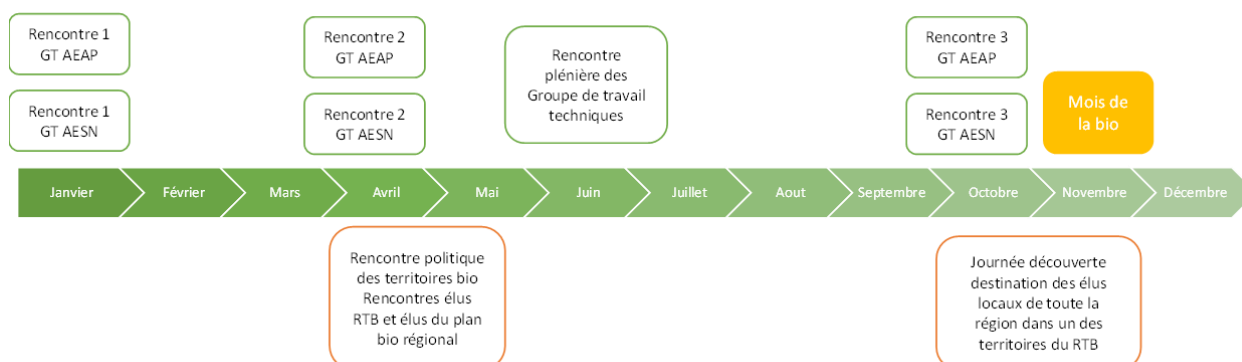 Rencontre 1
GT AEAP
Rencontre 2
GT AEAP
Rencontre
plénière des
Groupe de travail
techniques
Rencontre 3
GT AEAP
Rencontre 1
GT AESN
Rencontre 2
GT AESN
Rencontre 3
GT AESN
Mois de
la bio
Janvier
Février
Mars
Avril
Mai
Juin
Juillet
Aout
Septembre
Octobre
Novembre
Décembre
Rencontre politique
des territoires bio
Rencontres élus
RTB et élus du plan
bio régional
Journée découverte
destination des élus
locaux de toute la
région dans un des
territoires du RTB